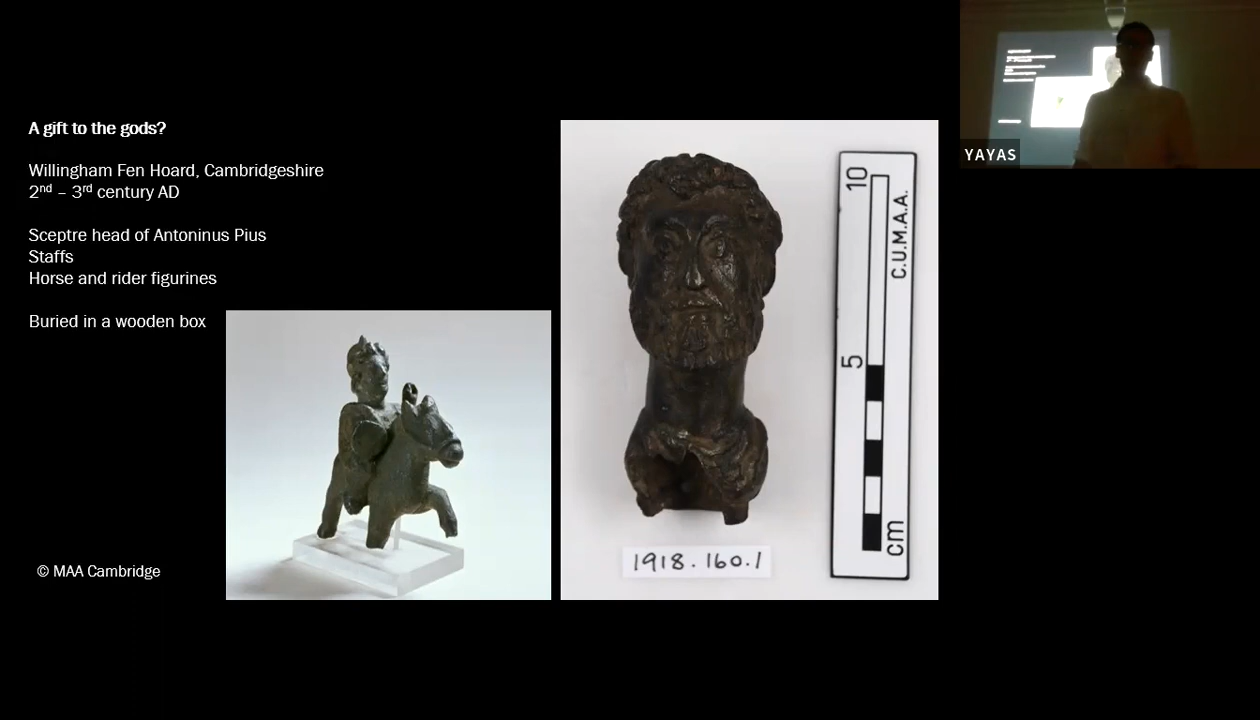 A gift to the gods?
Willingham Fen Hoard, Cambridgeshire
2nd – 3rd century AD
Sceptre head of Antoninus Pius
Staffs
Horse and rider figurines
Buried in a wooden box
© MAA Cambridge
10
5
cm
C.U.M.A.A.
1918.160.1
YAYAS